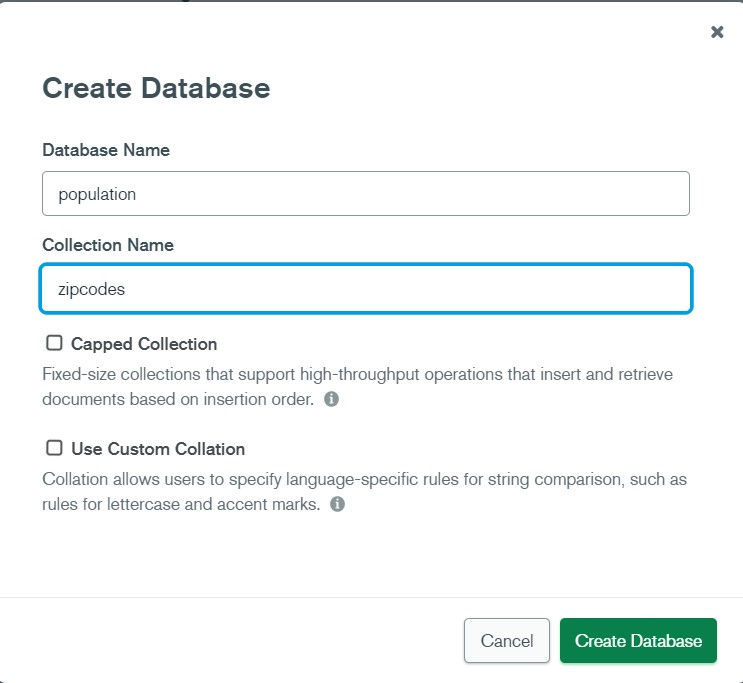 Create Database
Database Name
population
Collection Name
zipcodes
Capped Collection
Fixed-size collections that support high-throughput operations that insert and retrieve
documents based on insertion order.
Use Custom Collation
Collation allows users to specify language-specific rules for string comparison, such as
rules for lettercase and accent marks.
Cancel
Create Database